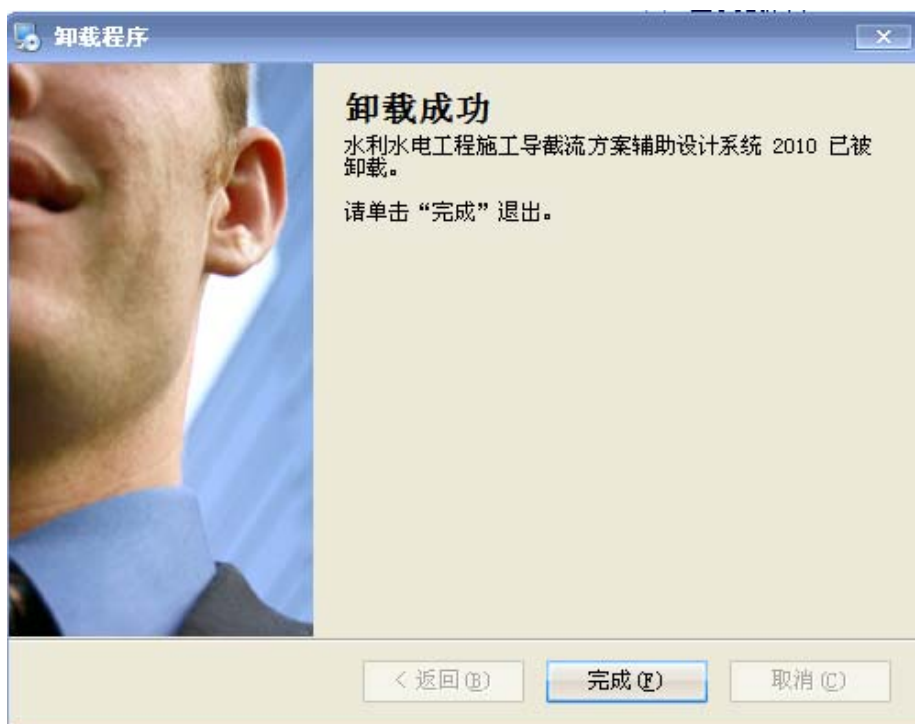 卸载程序
卸载成功
水利水电工程施工导截流方案辅助设计系统 2010 已被
卸载。
请单击“完成”退出。
< 返回(B)
完成(F)
取消(C)